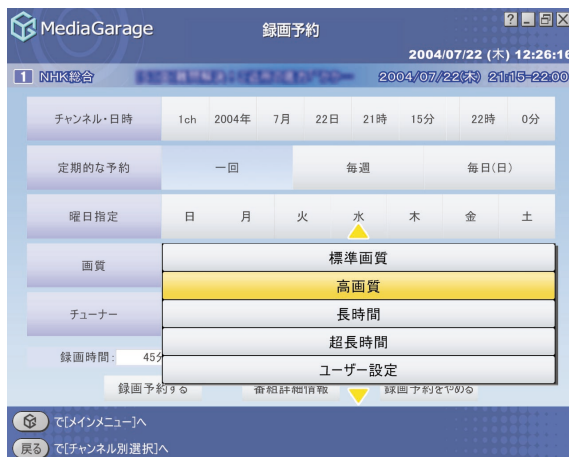 MediaGarage 録画予約
2004/07/22 (木) 12:26:16
1 NHK総合 2004/07/22(木) 21:15-22:00
チャンネル・日時 1ch 2004年 7月 22日 21時 15分 22時 0分
定期的な予約 一回 毎週 毎日(日)
曜日指定 日 月 火 水 木 金 土
画質 標準画質
高画質
チューナー 長時間
超長時間
録画時間: 45分 ユーザー設定
録画予約する 番組詳細情報 録画予約をやめる
で[メインメニュー]へ
戻る で[チャンネル別選択]へ